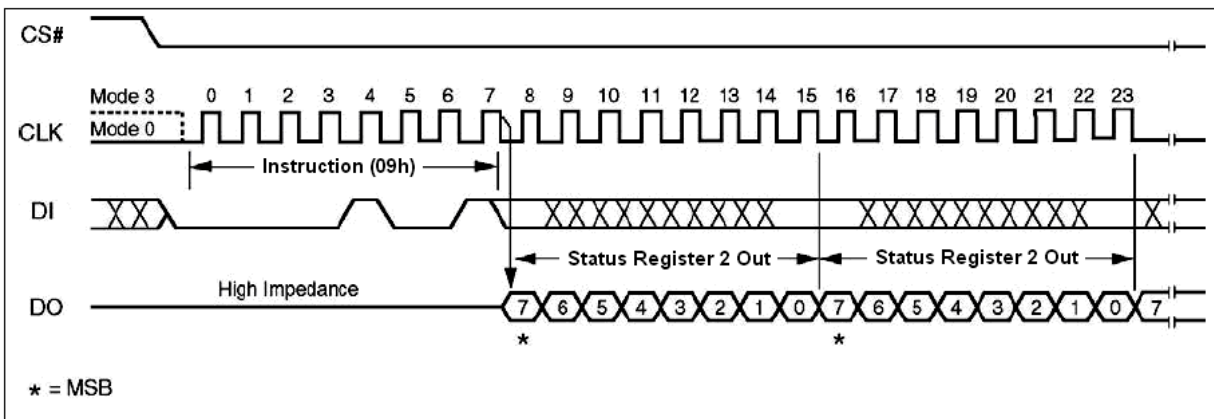 CS#
Mode 3 0 1 2 3 4 5 6 7 8 9 10 11 12 13 14 15 16 17 18 19 20 21 22 23
CLK Mode 0
Instruction (09h)
DI
Status Register 2 Out Status Register 2 Out
High Impedance
DO 7 6 5 4 3 2 1 0 7 6 5 4 3 2 1 0 7
* *
* = MSB